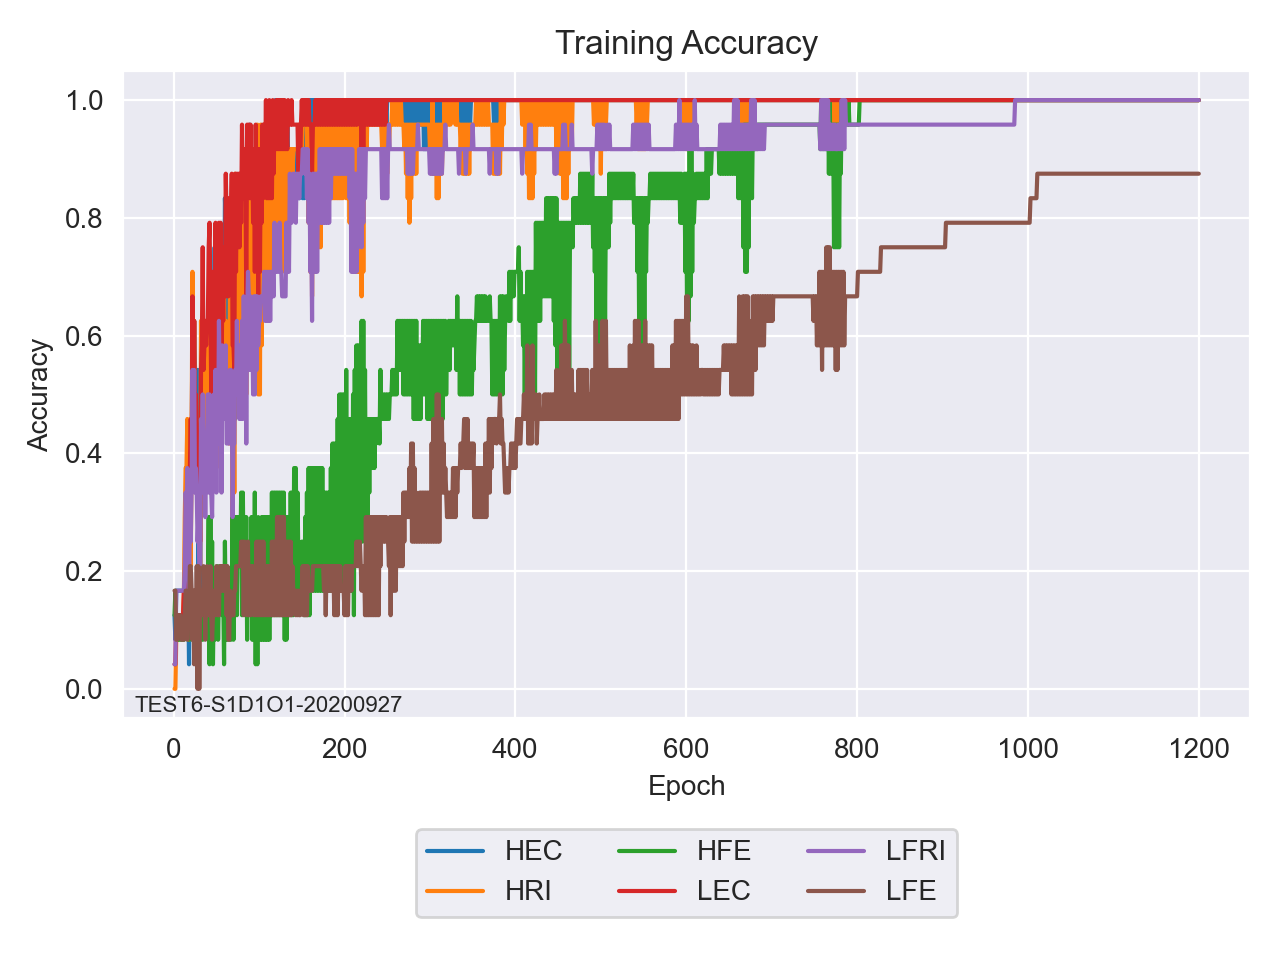 Training Accuracy
1.0
0.8
0.6
0.4
0.2
0.0
Accuracy
TEST6-S1D1O1-20200927
0 200 400 600 800 1000 1200
Epoch
HEC HFE LFRI
HRI LEC LFE